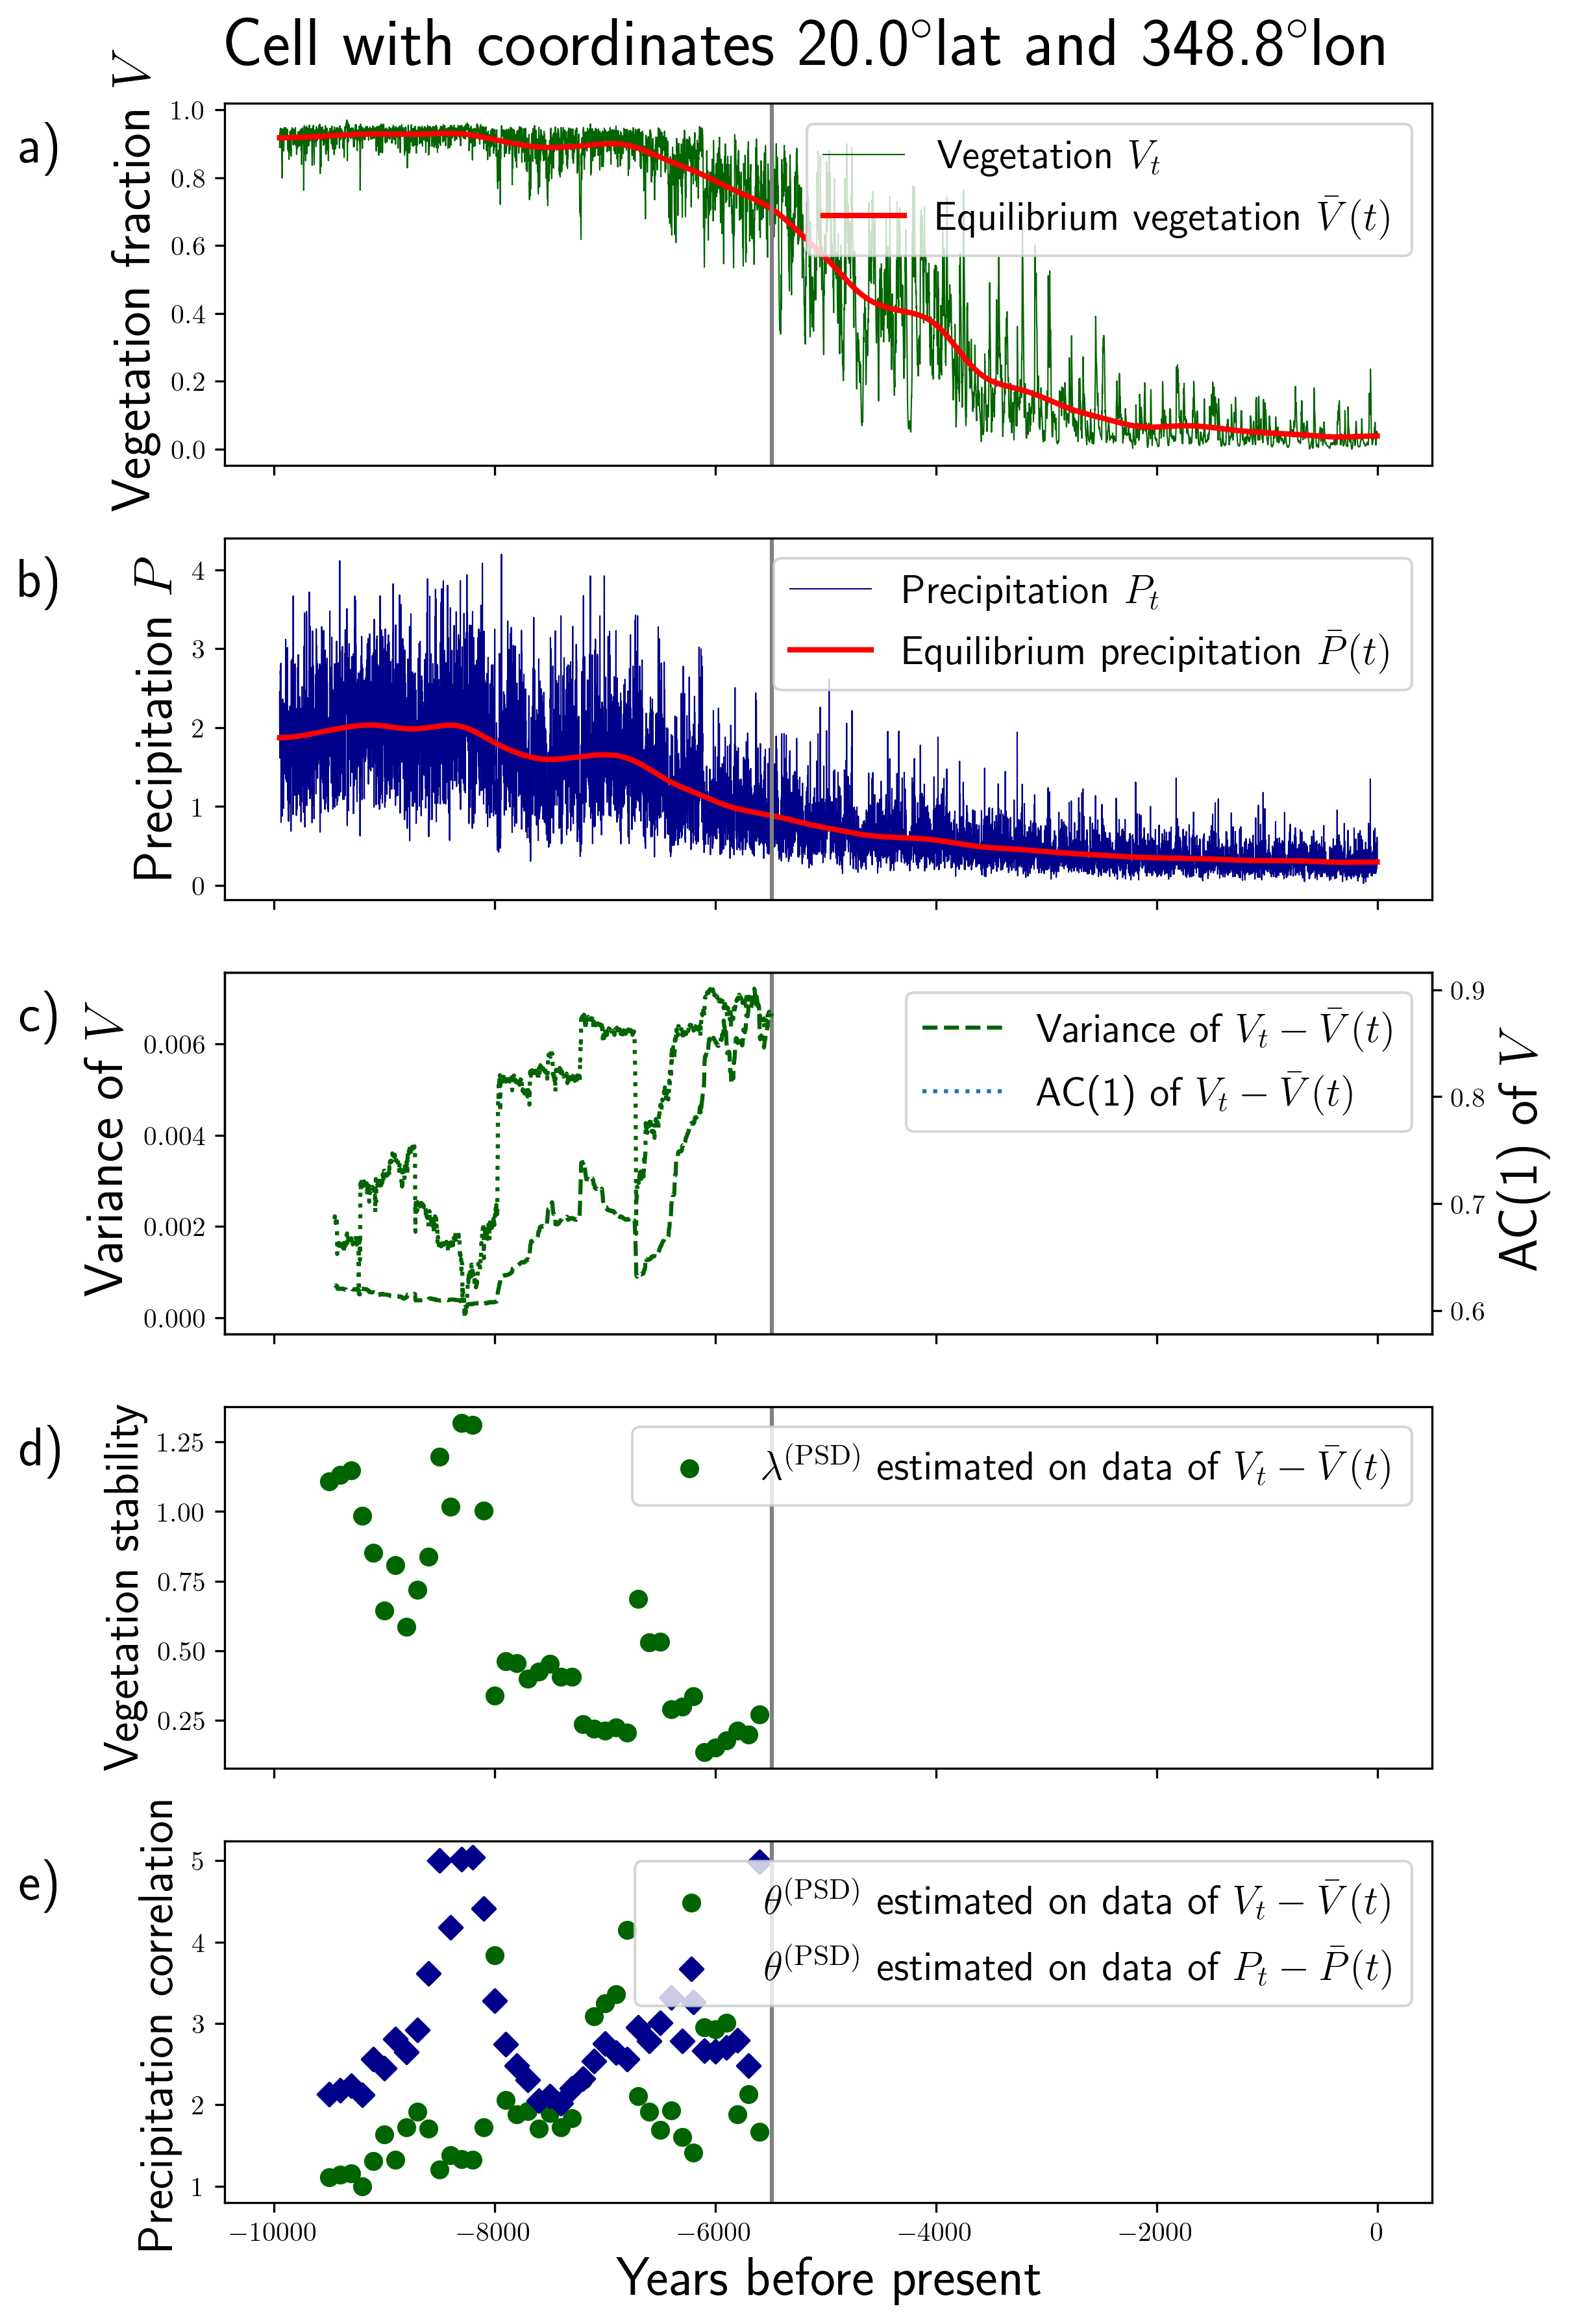 Cell with coordinates 20.0°lat and 348.8°lon
a)
Vegetation fraction V
1.0
0.8
0.6
0.4
0.2
0.0
Vegetation V_t
Equilibrium vegetation V̄(t)
b)
Precipitation P
4
3
2
1
0
Precipitation P_t
Equilibrium precipitation P̄(t)
c)
Variance of V
0.006
0.004
0.002
0.000
Variance of V_t − V̄(t)
AC(1) of V_t − V̄(t)
0.9
0.8
0.7
0.6
AC(1) of V
d)
Vegetation stability
1.25
1.00
0.75
0.50
0.25
λ^(PSD) estimated on data of V_t − V̄(t)
e)
Precipitation correlation
5
4
3
2
1
θ^(PSD) estimated on data of V_t − V̄(t)
θ^(PSD) estimated on data of P_t − P̄(t)
−10000 −8000 −6000 −4000 −2000 0
Years before present